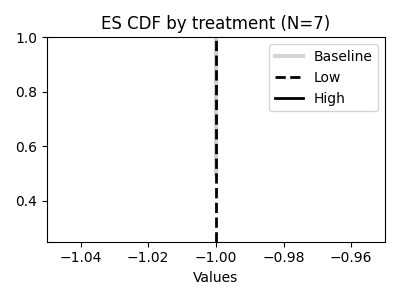 ES CDF by treatment (N=7)
1.0
0.8
0.6
0.4
Baseline
Low
High
−1.04 −1.02 −1.00 −0.98 −0.96
Values